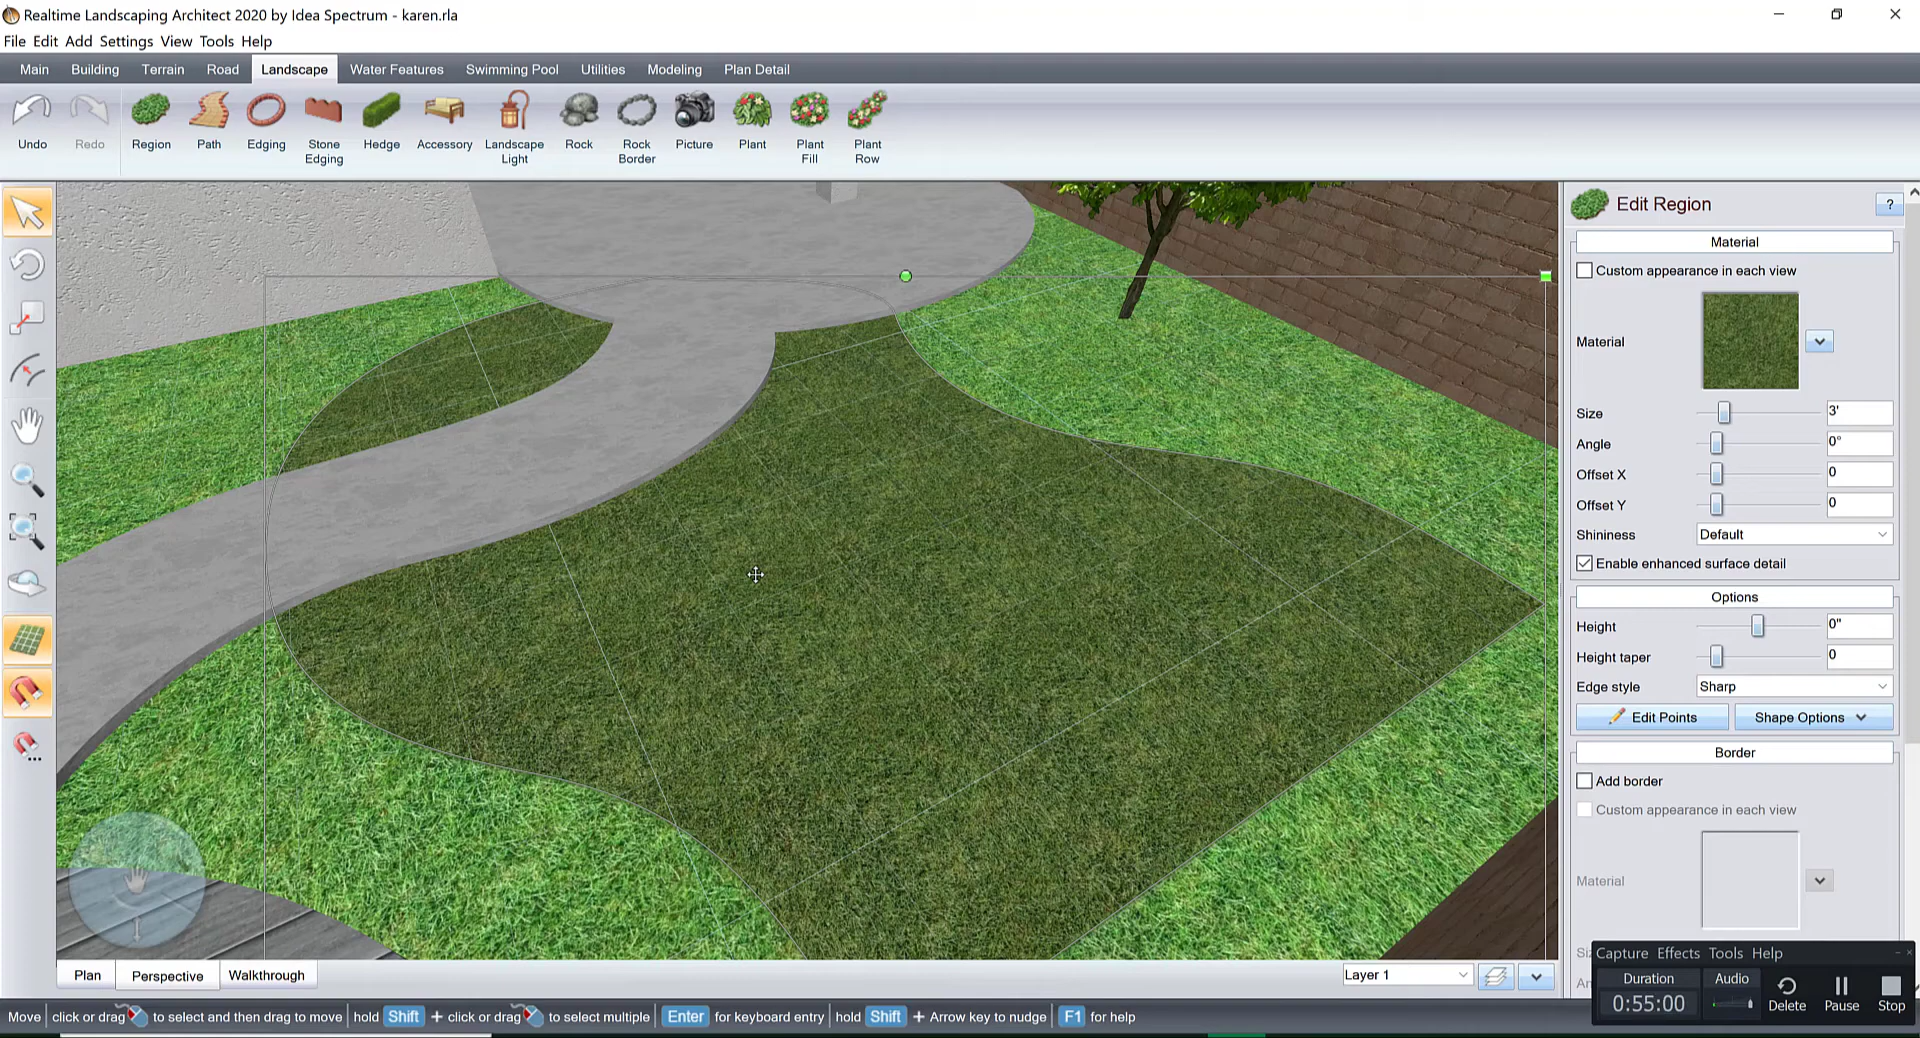 Realtime Landscaping Architect 2020 by Idea Spectrum - karen.rla
File Edit Add Settings View Tools Help
Main Building Terrain Road Landscape Water Features Swimming Pool Utilities Modeling Plan Detail
Undo Redo Region Path Edging Stone Edging Hedge Accessory Landscape Light Rock Rock Border Picture Plant Plant Fill Plant Row
Edit Region ?
Material
Custom appearance in each view
Material
Size 3'
Angle 0°
Offset X 0
Offset Y 0
Shininess Default
Enable enhanced surface detail
Options
Height 0"
Height taper 0
Edge style Sharp
Edit Points Shape Options
Border
Add border
Custom appearance in each view
Material
Capture Effects Tools Help
Duration Audio
0:55:00 Delete Pause Stop
Plan Perspective Walkthrough
Layer 1
Move click or drag to select and then drag to move hold Shift + click or drag to select multiple Enter for keyboard entry hold Shift + Arrow key to nudge F1 for help